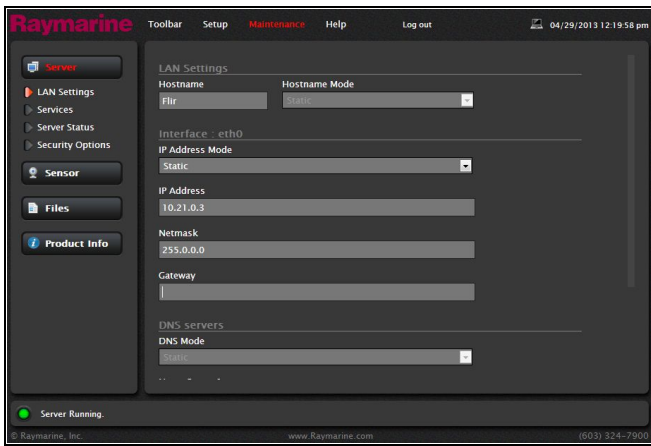 Raymarine
Toolbar Setup Maintenance Help Log out 04/29/2013 12:19:58 pm
Server
LAN Settings
Services
Server Status
Security Options
Sensor
Files
Product Info
LAN Settings
Hostname Hostname Mode
Flir Static
Interface : eth0
IP Address Mode
Static
IP Address
10.21.0.3
Netmask
255.0.0.0
Gateway
DNS servers
DNS Mode
Static
Server Running.
© Raymarine, Inc. www.Raymarine.com (603) 324-7900